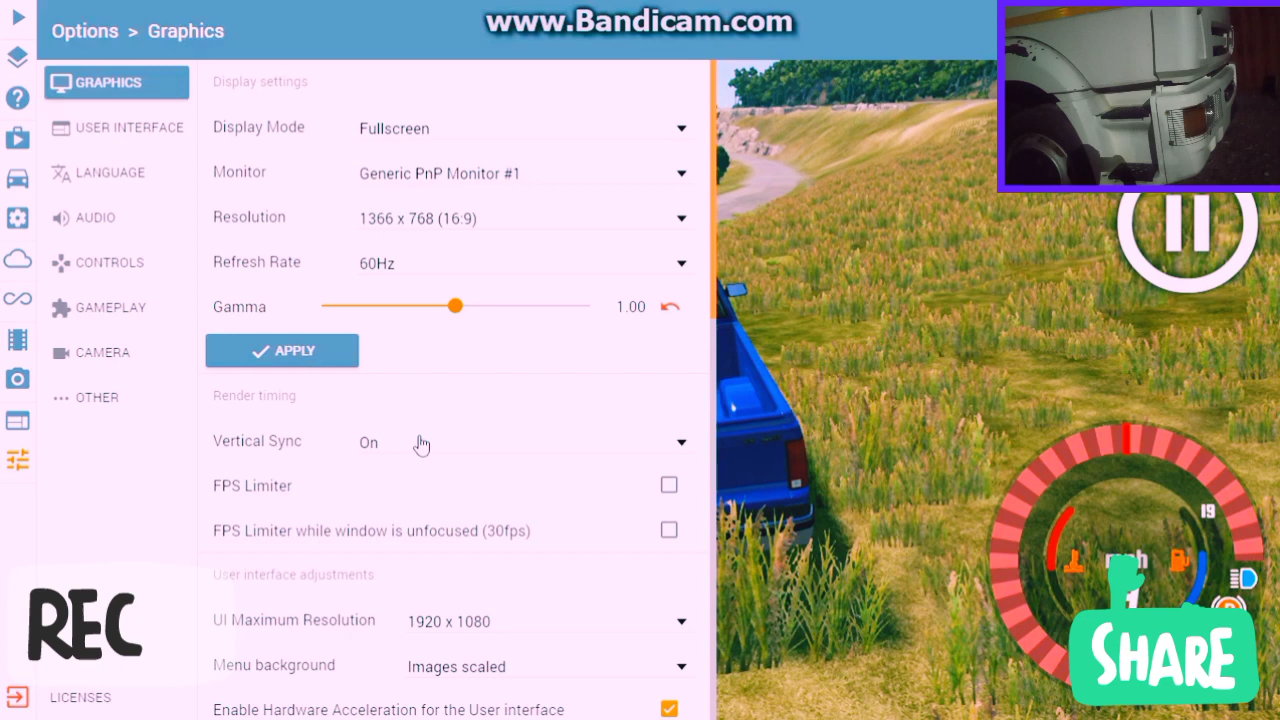 www.Bandicam.com
Options > Graphics
GRAPHICS
USER INTERFACE
LANGUAGE
AUDIO
CONTROLS
GAMEPLAY
CAMERA
OTHER
LICENSES
Display settings
Display Mode Fullscreen
Monitor Generic PnP Monitor #1
Resolution 1366 x 768 (16:9)
Refresh Rate 60Hz
Gamma 1.00
APPLY
Render timing
Vertical Sync On
FPS Limiter
FPS Limiter while window is unfocused (30fps)
User interface adjustments
UI Maximum Resolution 1920 x 1080
Menu background Images scaled
Enable Hardware Acceleration for the User interface
REC
19
mph
1
SHARE